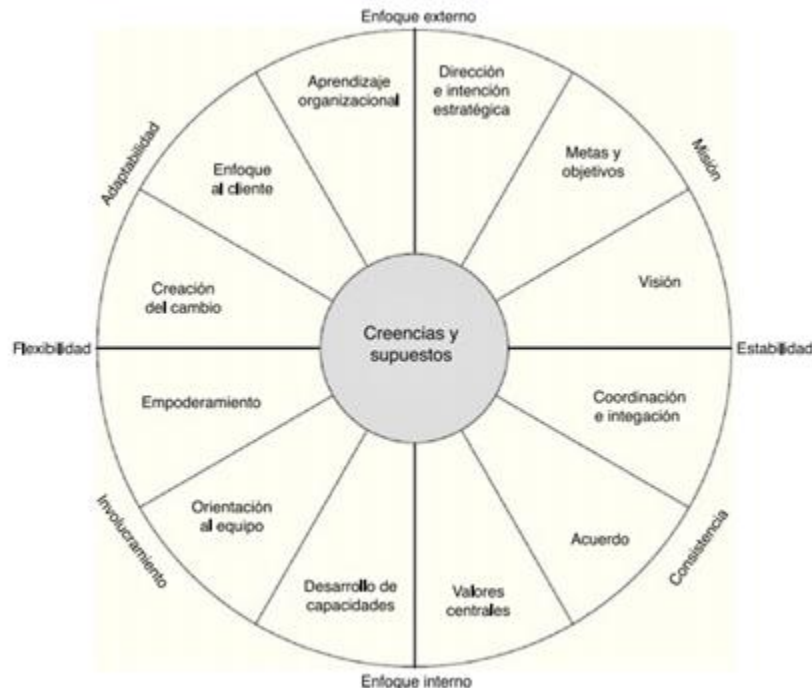 Enfoque externo
Aprendizaje
organizacional
Dirección
e intención
estratégica
Adaptabilidad
Misión
Enfoque
al cliente
Metas y
objetivos
Creación
del cambio
Visión
Creencias y
supuestos
Flexibilidad
Estabilidad
Empoderamiento
Coordinación
e integación
Orientación
al equipo
Acuerdo
Involucramiento
Consistencia
Desarrollo de
capacidades
Valores
centrales
Enfoque interno